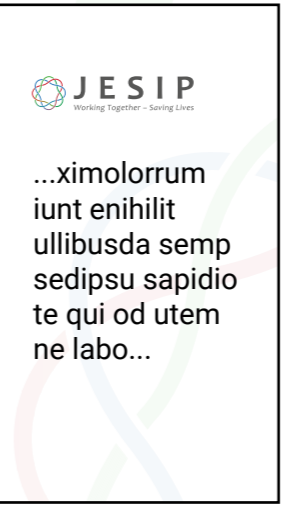 JESIP
Working Together – Saving Lives
...ximolorrum
iunt enihilit
ullibusda semp
sedipsu sapidio
te qui od utem
ne labo...